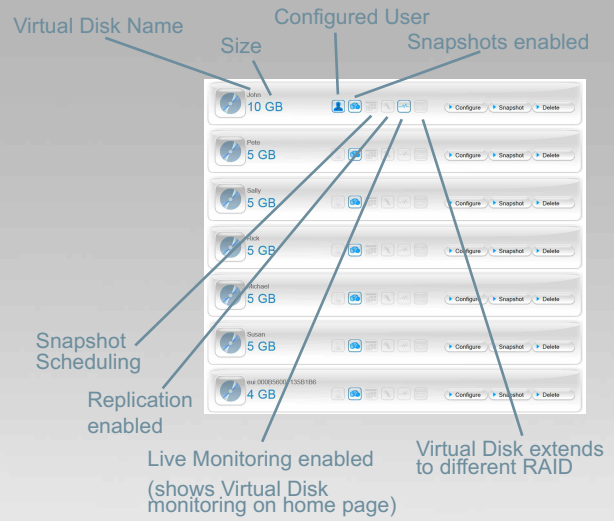 Virtual Disk Name
Configured User
Size
Snapshots enabled
John
10 GB
Configure
Snapshot
Delete
Pete
5 GB
Configure
Snapshot
Delete
Sally
5 GB
Configure
Snapshot
Delete
Rick
5 GB
Configure
Snapshot
Delete
Michael
5 GB
Configure
Snapshot
Delete
Susan
5 GB
Configure
Snapshot
Delete
4 GB
Configure
Snapshot
Delete
Snapshot
Scheduling
Replication
enabled
Live Monitoring enabled
(shows Virtual Disk
monitoring on home page)
Virtual Disk extends
to different RAID